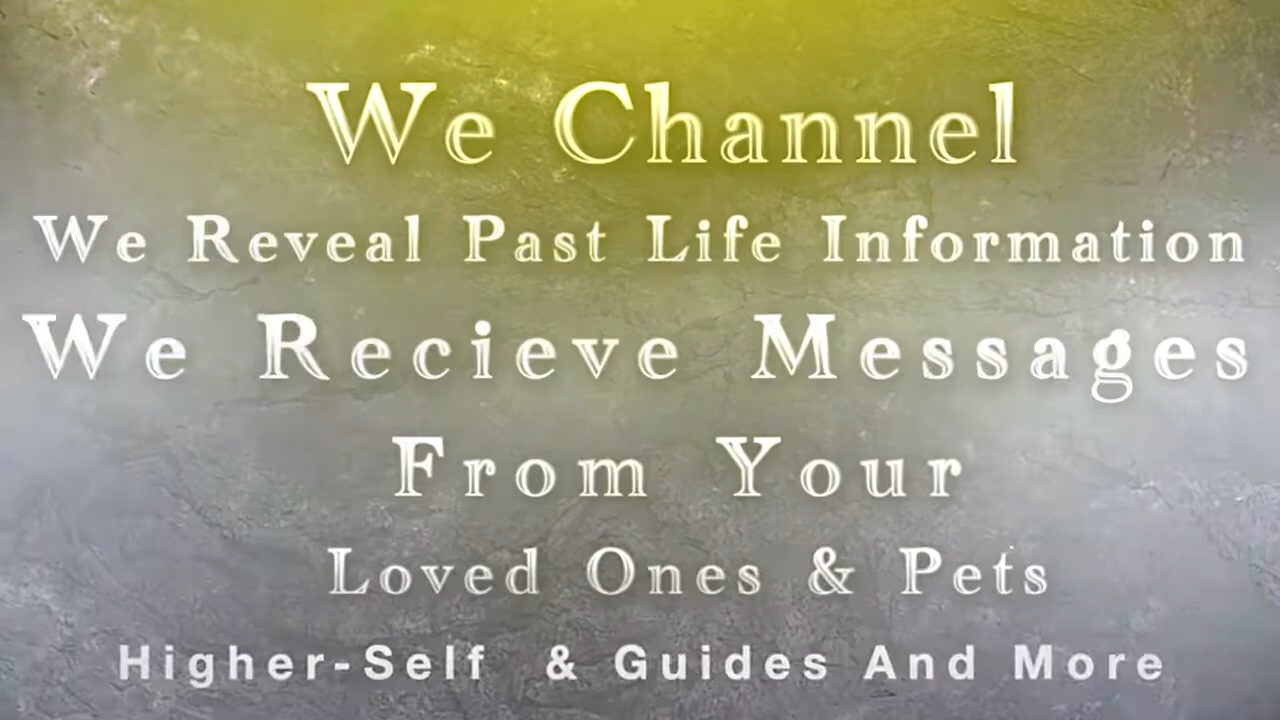 We Channel
We Reveal Past Life Information
We Recieve Messages
From Your
Loved Ones & Pets
Higher-Self & Guides And More